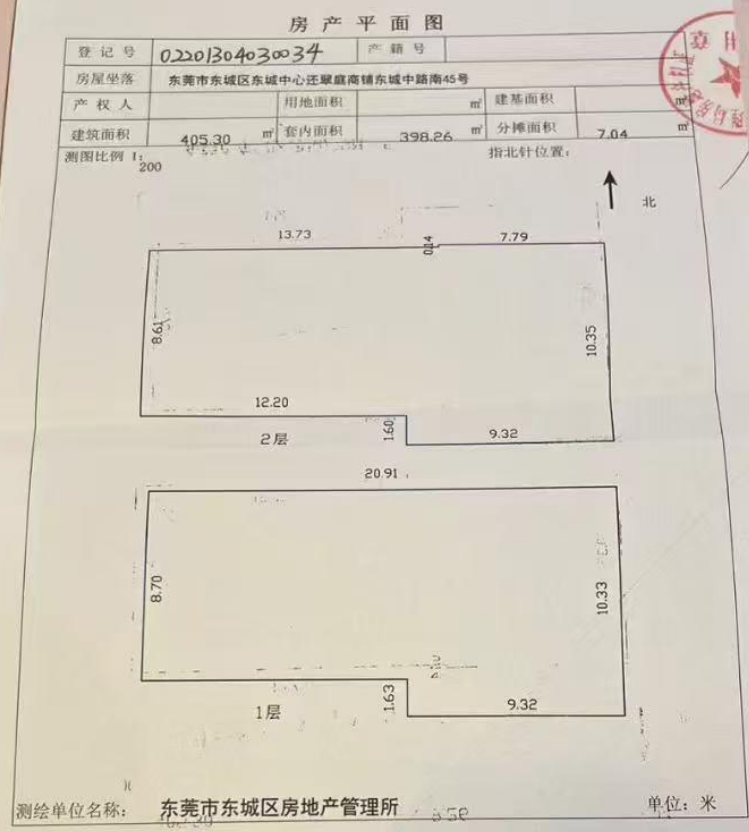 房产平面图
登记号 0220130403​0034 产籍号
房屋坐落 东莞市东城区东城中心还翠庭商铺东城中路南45号
产权人 用地面积 ㎡ 建基面积 ㎡
建筑面积 405.30 ㎡ 套内面积 398.26 ㎡ 分摊面积 7.04 ㎡
测图比例 1: 200 指北针位置:
北
13.73 0.14 7.79
8.61 10.35
12.20 1.60 9.32
2层
20.91
8.70 10.33
1.63 9.32
1层
测绘单位名称: 东莞市东城区房地产管理所 单位: 米